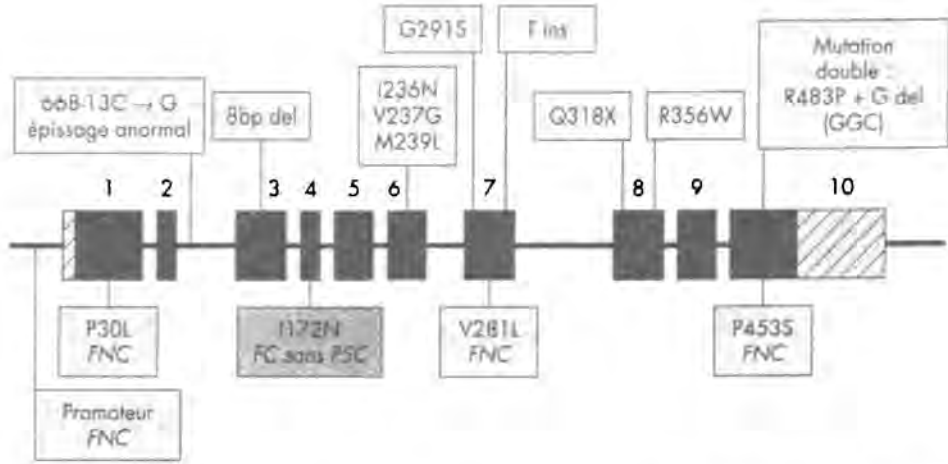 G291S
T ins
Mutation
double :
R483P + G del
(GGC)
668-13C → G
épissage anormal
8bp del
I236N
V237G
M239L
Q318X
R356W
1 2 3 4 5 6 7 8 9 10
P30L
FNC
I172N
FC sans PSC
V281L
FNC
P453S
FNC
Promoteur
FNC